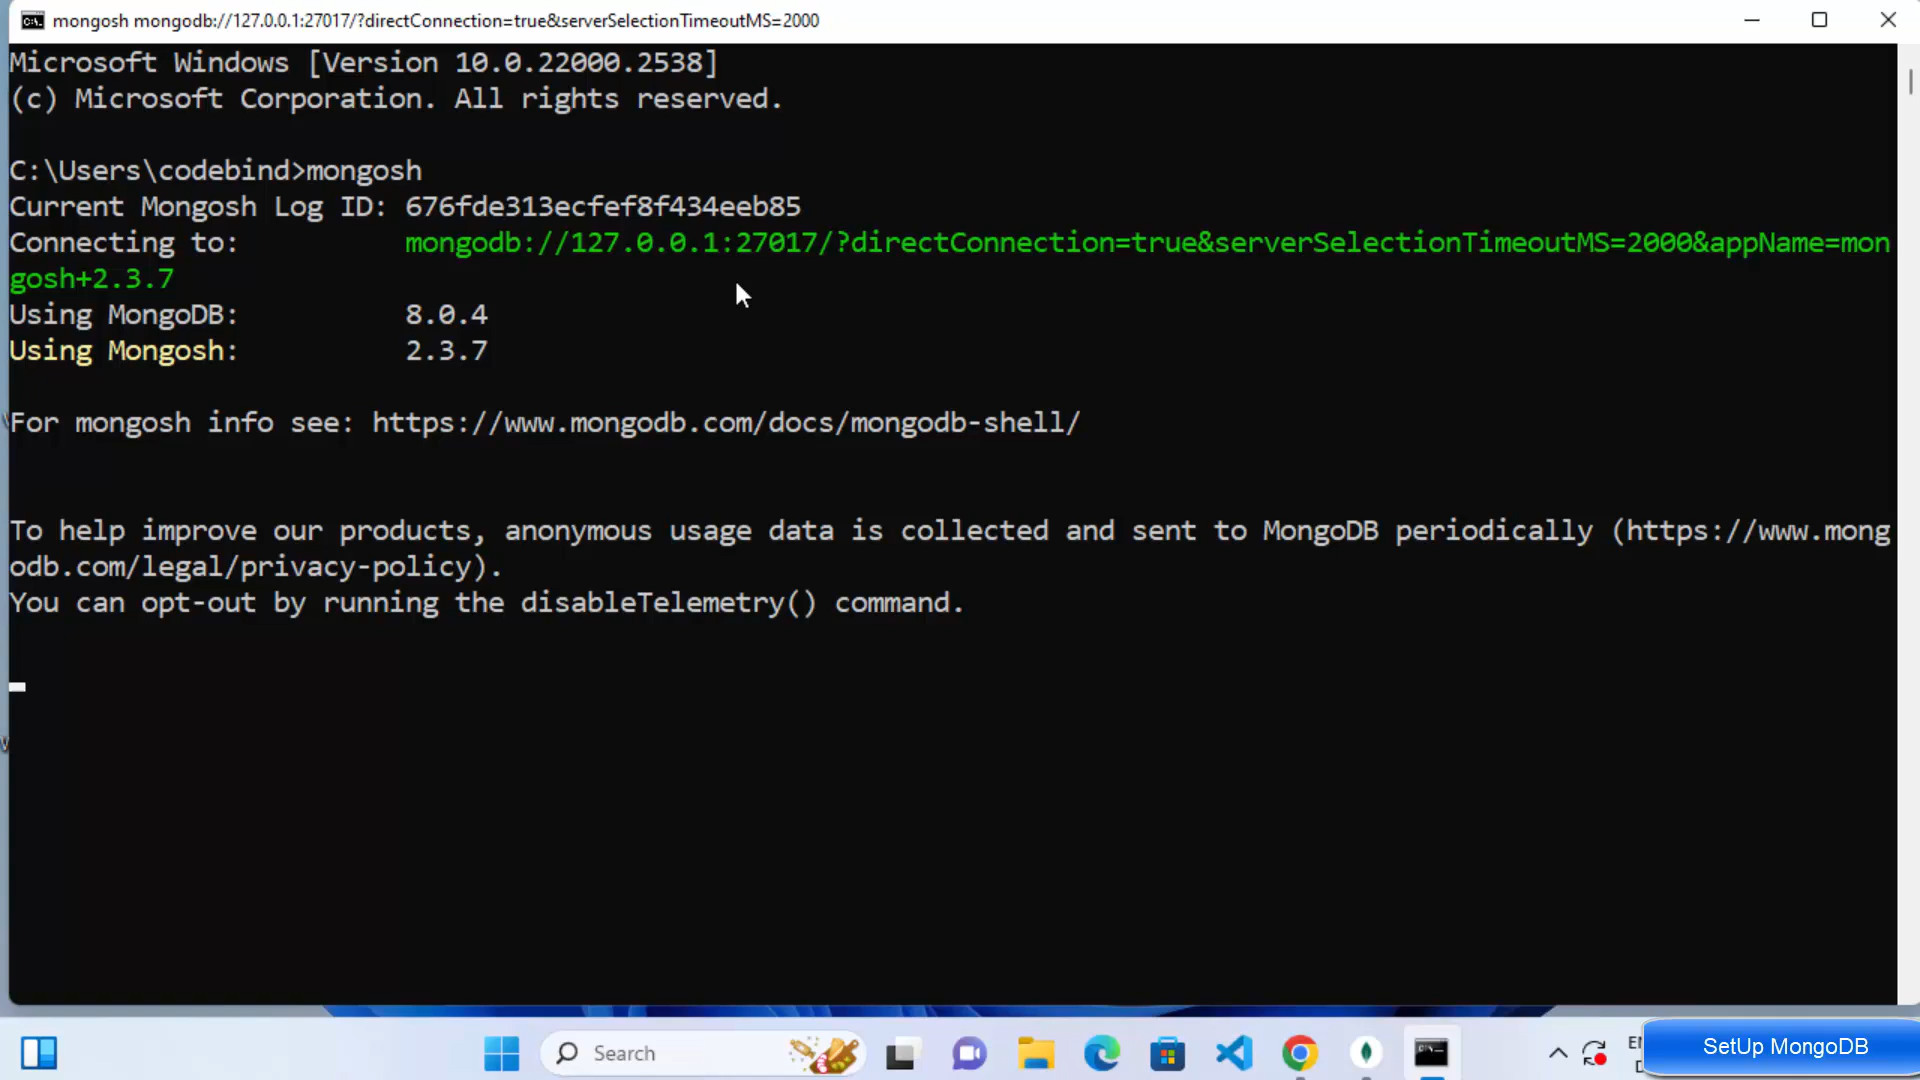 mongosh mongodb://127.0.0.1:27017/?directConnection=true&serverSelectionTimeoutMS=2000
Microsoft Windows [Version 10.0.22000.2538]
(c) Microsoft Corporation. All rights reserved.
C:\Users\codebind>mongosh
Current Mongosh Log ID: 676fde313ecfef8f434eeb85
Connecting to: mongodb://127.0.0.1:27017/?directConnection=true&serverSelectionTimeoutMS=2000&appName=mon
gosh+2.3.7
Using MongoDB: 8.0.4
Using Mongosh: 2.3.7
For mongosh info see: https://www.mongodb.com/docs/mongodb-shell/
To help improve our products, anonymous usage data is collected and sent to MongoDB periodically (https://www.mong
odb.com/legal/privacy-policy).
You can opt-out by running the disableTelemetry() command.
Search
SetUp MongoDB